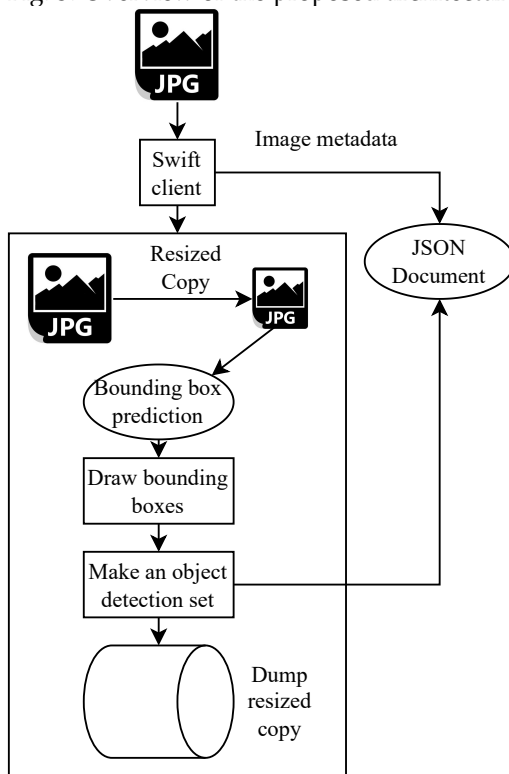 JPG
Image metadata
Swift
client
JSON
Document
Resized
Copy
JPG
JPG
Bounding box
prediction
Draw bounding
boxes
Make an object
detection set
Dump
resized
copy